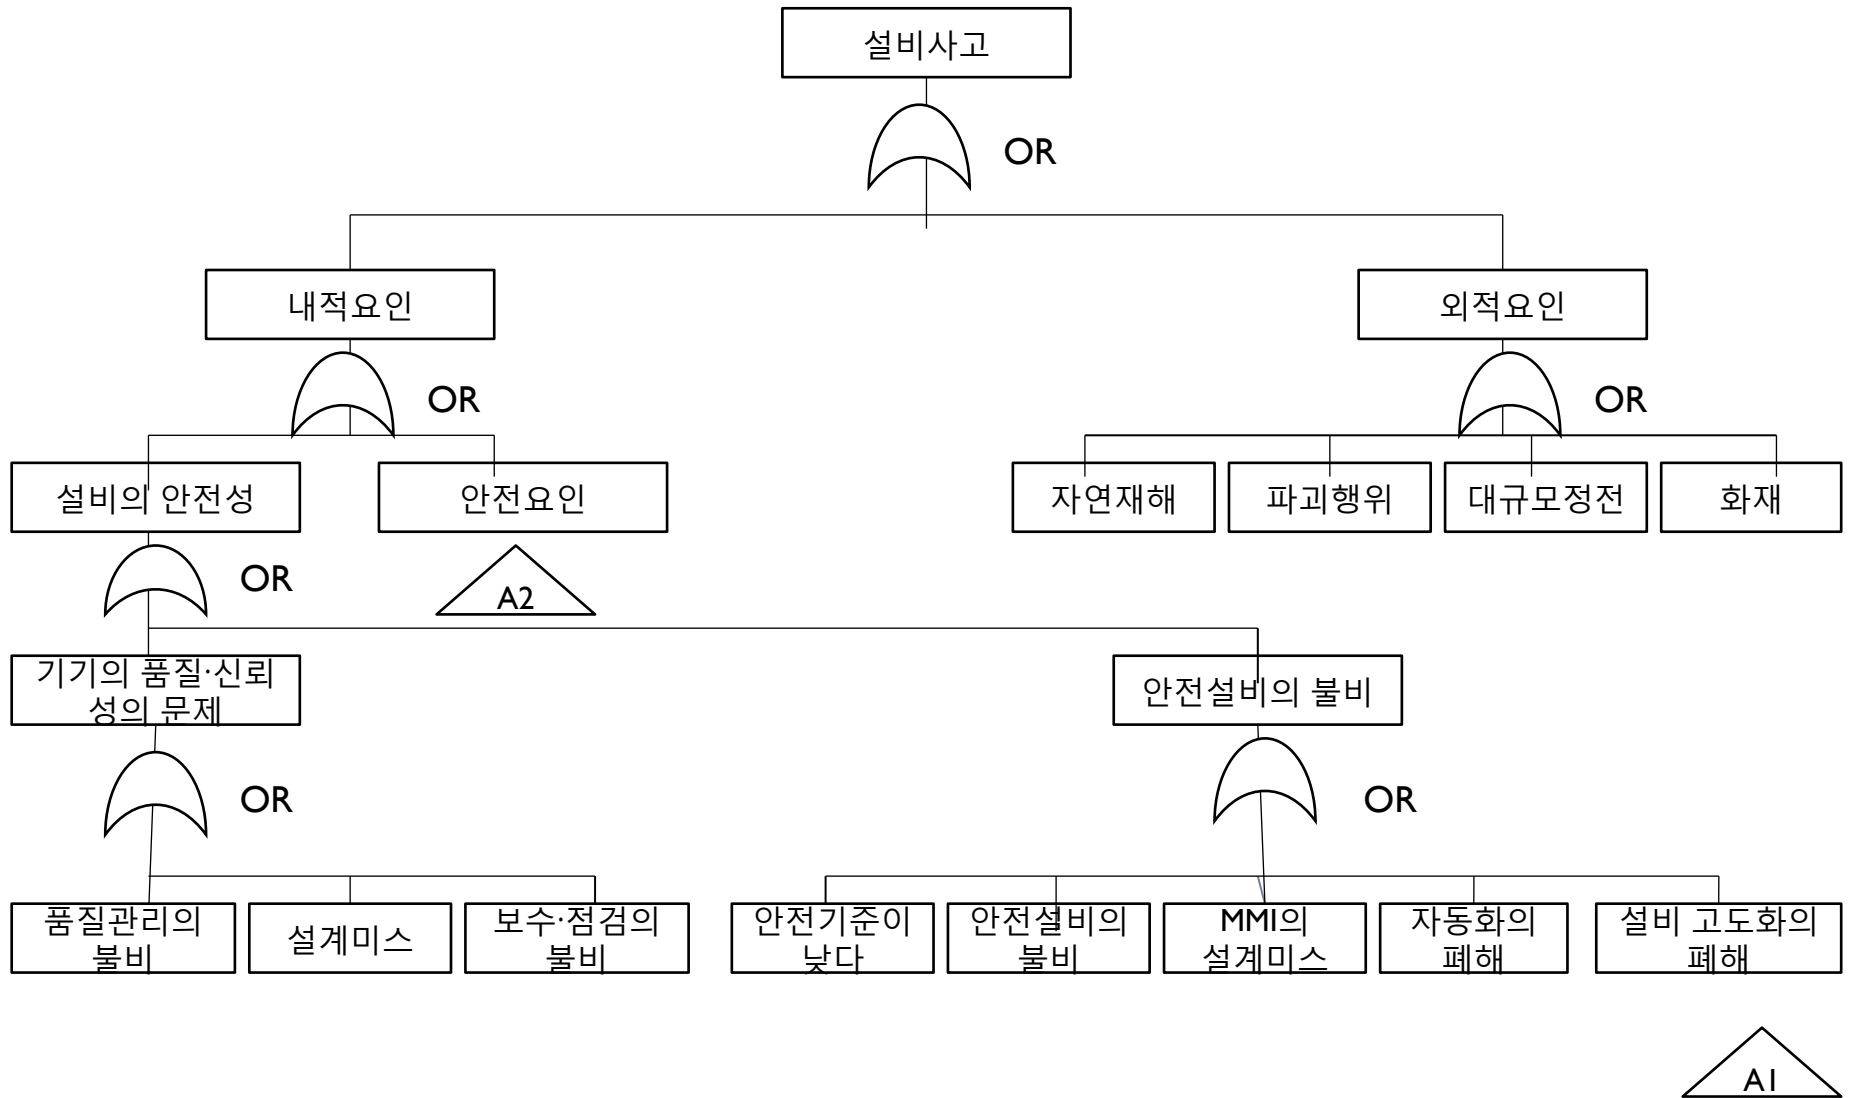 설비사고
OR
내적요인
외적요인
OR
OR
설비의 안전성
안전요인
자연재해
파괴행위
대규모정전
화재
OR
A2
기기의 품질·신뢰
성의 문제
안전설비의 불비
OR
OR
품질관리의
불비
설계미스
보수·점검의
불비
안전기준이
낮다
안전설비의
불비
MMI의
설계미스
자동화의
폐해
설비 고도화의
폐해
A1